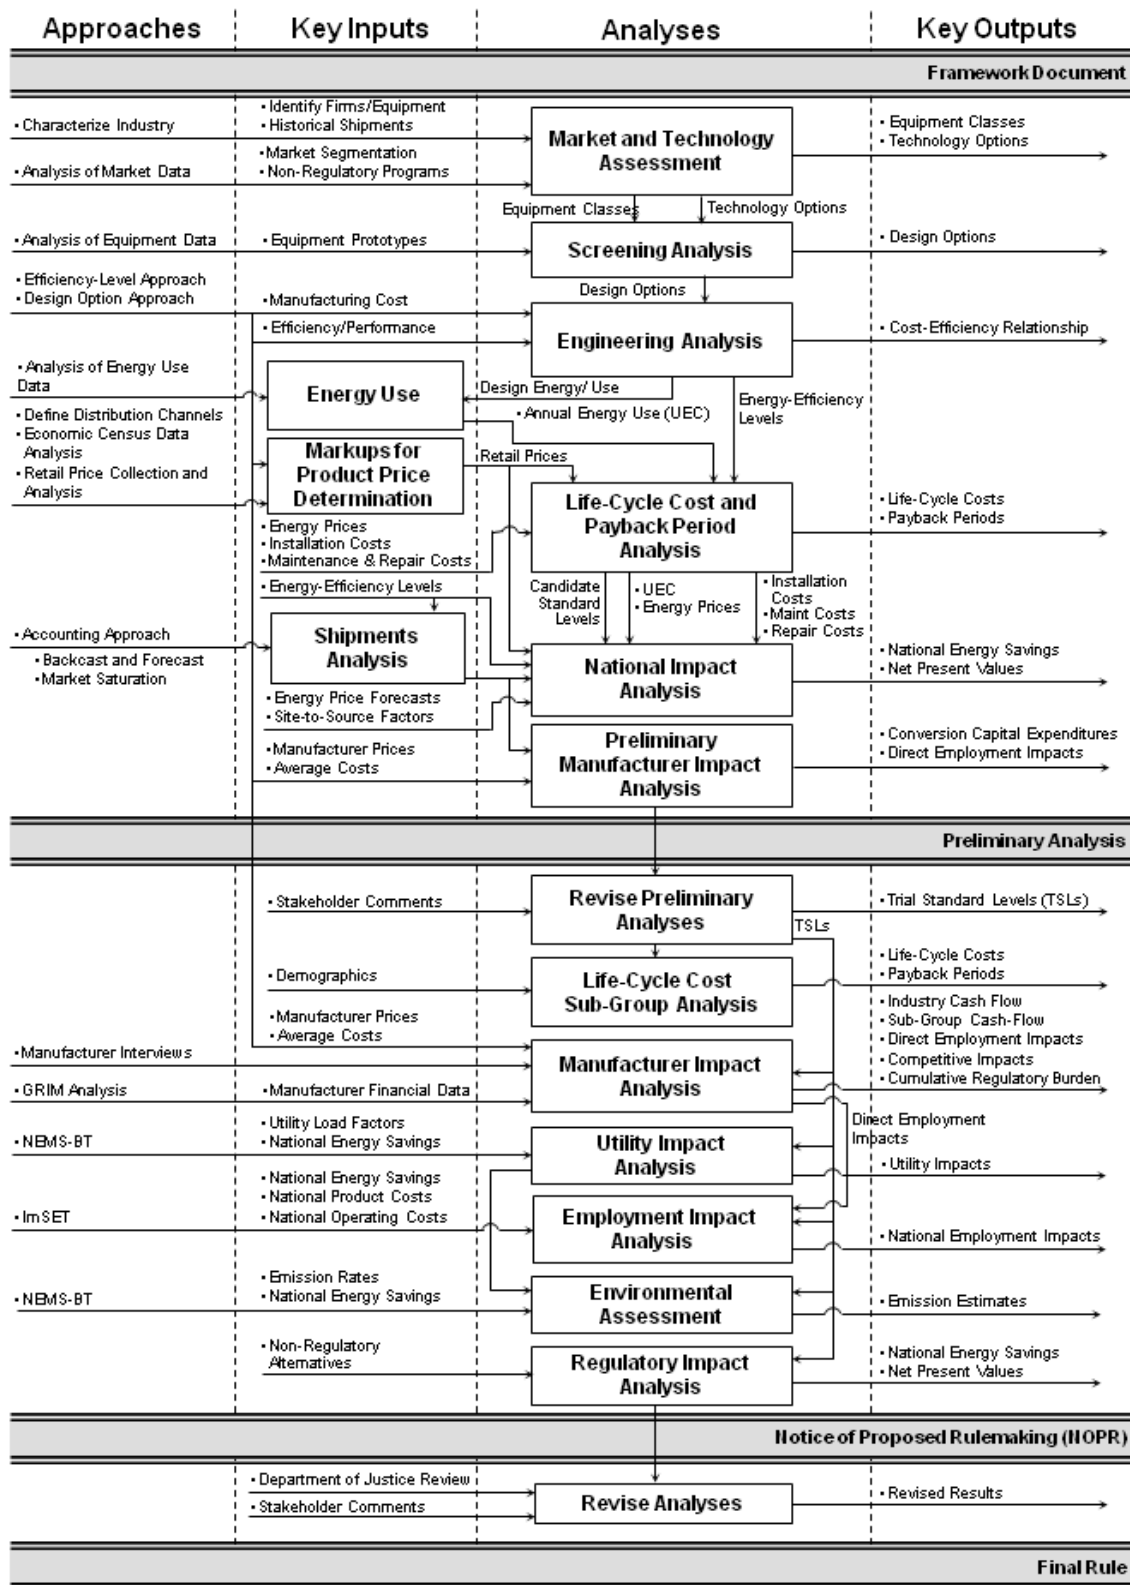 Approaches
Key Inputs
Analyses
Key Outputs
Framework Document
• Characterize Industry
• Identify Firms/Equipment
• Historical Shipments
Market and Technology
Assessment
• Equipment Classes
• Technology Options
• Analysis of Market Data
• Market Segmentation
• Non-Regulatory Programs
Equipment Classes
Technology Options
• Analysis of Equipment Data
• Equipment Prototypes
Screening Analysis
• Design Options
Design Options
• Efficiency-Level Approach
• Design Option Approach
• Manufacturing Cost
• Efficiency/Performance
Engineering Analysis
• Cost-Efficiency Relationship
• Analysis of Energy Use
Data
Energy Use
Design Energy/ Use
• Annual Energy Use (UEC)
Energy-Efficiency
Levels
• Define Distribution Channels
• Economic Census Data
Analysis
• Retail Price Collection and
Analysis
Markups for
Product Price
Determination
Retail Prices
Life-Cycle Cost and
Payback Period
Analysis
• Life-Cycle Costs
• Payback Periods
• Energy Prices
• Installation Costs
• Maintenance & Repair Costs
• Energy-Efficiency Levels
Candidate
Standard
Levels
• UEC
• Energy Prices
• Installation
Costs
• Maint Costs
• Repair Costs
• Accounting Approach
• Backcast and Forecast
• Market Saturation
Shipments
Analysis
National Impact
Analysis
• National Energy Savings
• Net Present Values
• Energy Price Forecasts
• Site-to-Source Factors
• Manufacturer Prices
• Average Costs
Preliminary
Manufacturer Impact
Analysis
• Conversion Capital Expenditures
• Direct Employment Impacts
Preliminary Analysis
• Stakeholder Comments
Revise Preliminary
Analyses
• Trial Standard Levels (TSLs)
TSLs
• Demographics
Life-Cycle Cost
Sub-Group Analysis
• Life-Cycle Costs
• Payback Periods
• Manufacturer Prices
• Average Costs
• Industry Cash Flow
• Sub-Group Cash-Flow
• Direct Employment Impacts
• Competitive Impacts
• Cumulative Regulatory Burden
• Manufacturer Interviews
• GRIM Analysis
• Manufacturer Financial Data
Manufacturer Impact
Analysis
Direct Employment
Impacts
• NEMS-BT
• Utility Load Factors
• National Energy Savings
Utility Impact
Analysis
• Utility Impacts
• ImSET
• National Energy Savings
• National Product Costs
• National Operating Costs
Employment Impact
Analysis
• National Employment Impacts
• NEMS-BT
• Emission Rates
• National Energy Savings
Environmental
Assessment
• Emission Estimates
• Non-Regulatory
Alternatives
Regulatory Impact
Analysis
• National Energy Savings
• Net Present Values
Notice of Proposed Rulemaking (NOPR)
• Department of Justice Review
• Stakeholder Comments
Revise Analyses
• Revised Results
Final Rule